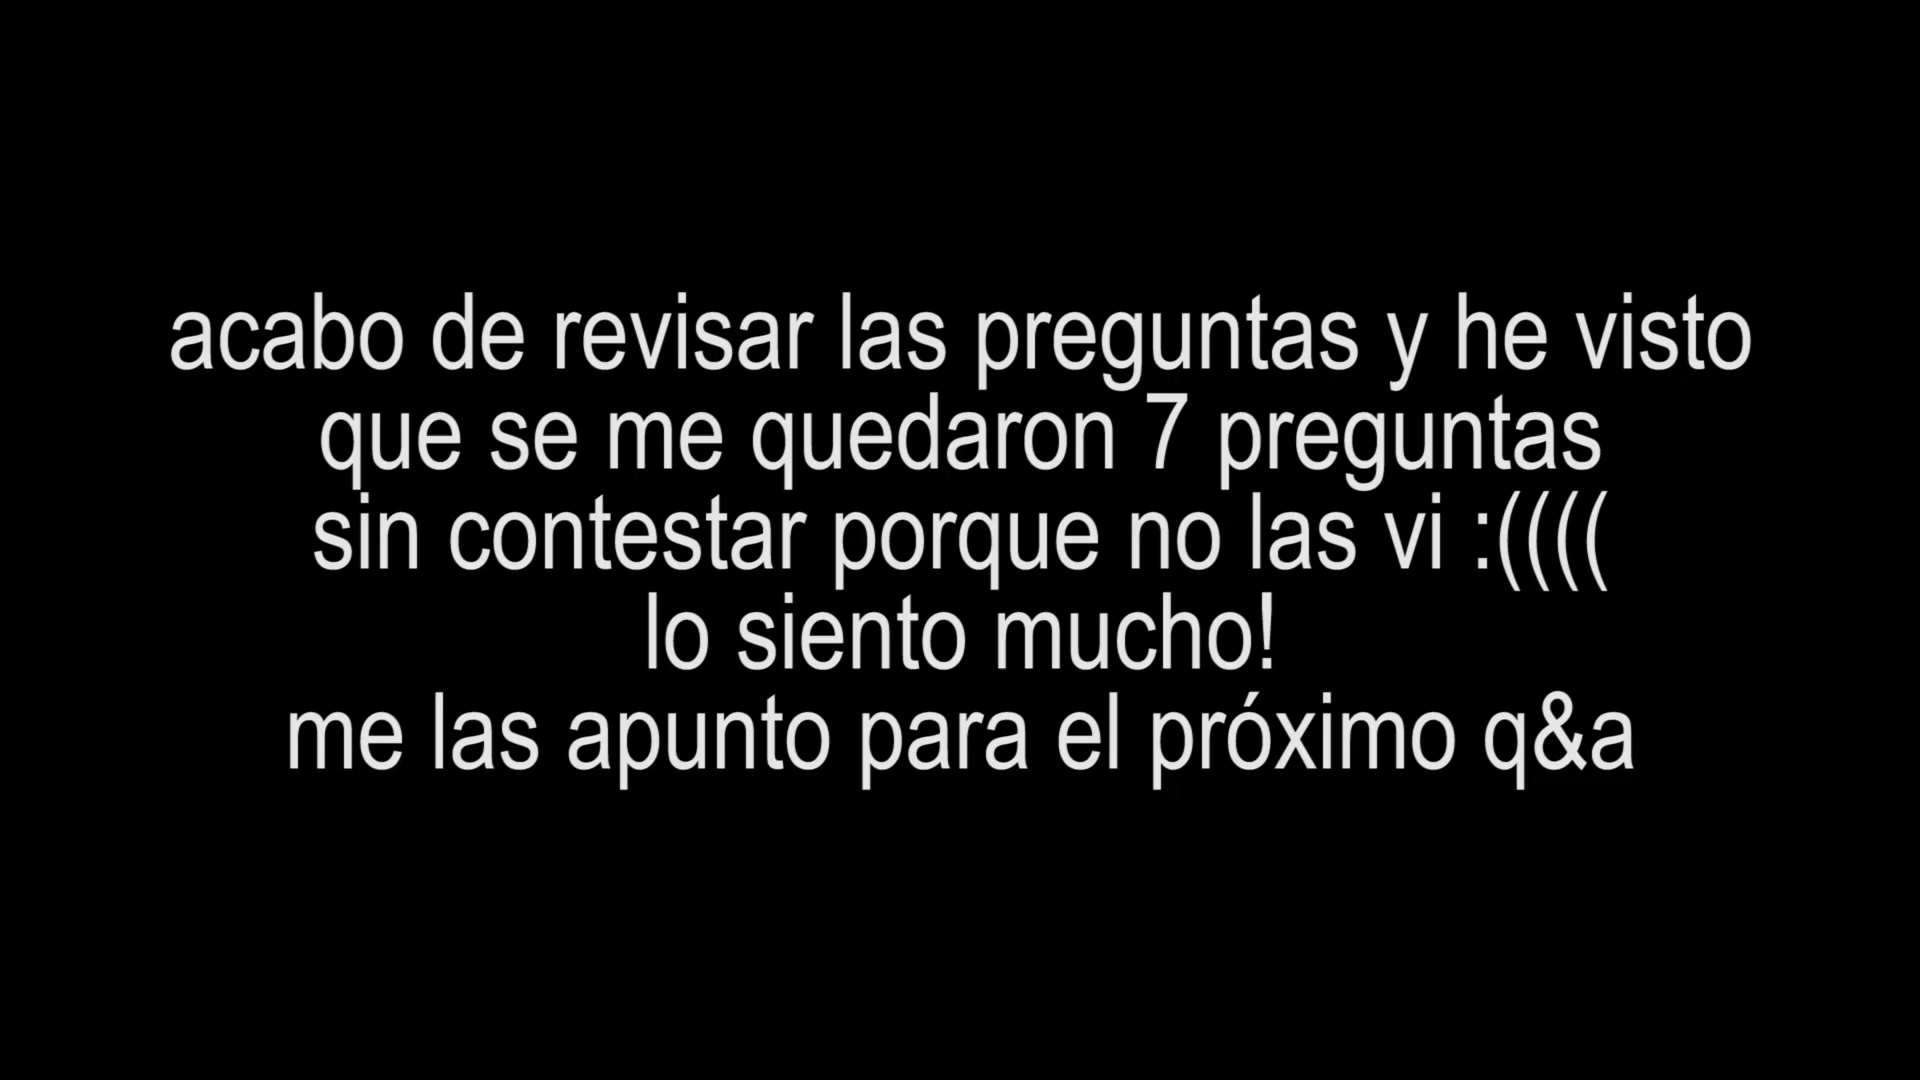 acabo de revisar las preguntas y he visto
que se me quedaron 7 preguntas
sin contestar porque no las vi :((((
lo siento mucho!
me las apunto para el próximo q&a